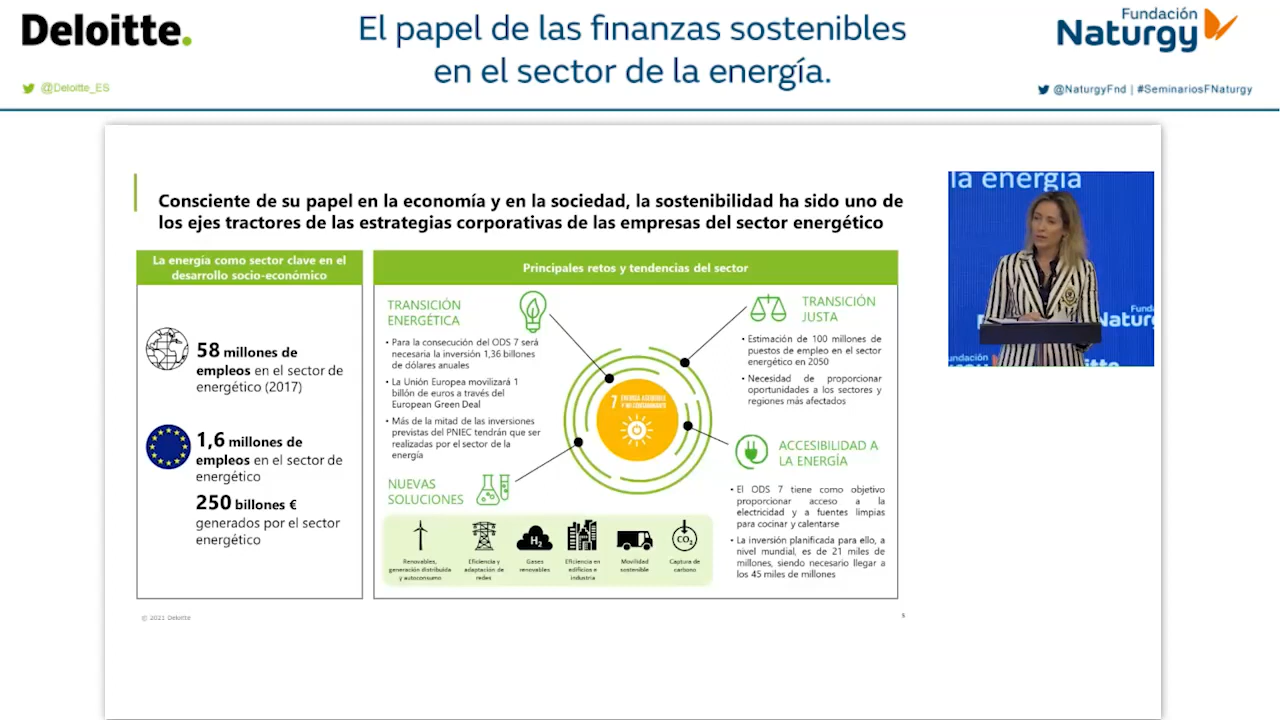 Deloitte.
@Deloitte_ES
El papel de las finanzas sostenibles
en el sector de la energía.
Fundación
Naturgy
@NaturgyFnd | #SeminariosFNaturgy
Consciente de su papel en la economía y en la sociedad, la sostenibilidad ha sido uno de
los ejes tractores de las estrategias corporativas de las empresas del sector energético
La energía como sector clave en el
desarrollo socio-económico
58 millones de
empleos en el sector de
energético (2017)
1,6 millones de
empleos en el sector de
energético
250 billones €
generados por el sector
energético
Principales retos y tendencias del sector
TRANSICIÓN
ENERGÉTICA
• Para la consecución del ODS 7 será
necesaria la inversión 1,36 billones
de dólares anuales
• La Unión Europea movilizará 1
billón de euros a través del
European Green Deal
• Más de la mitad de las inversiones
previstas del PNIEC tendrán que ser
realizadas por el sector de la
energía
NUEVAS
SOLUCIONES
7 ENERGÍA ASEQUIBLE
Y NO CONTAMINANTE
TRANSICIÓN
JUSTA
• Estimación de 100 millones de
puestos de empleo en el sector
energético en 2050
• Necesidad de proporcionar
oportunidades a los sectores y
regiones más afectados
ACCESIBILIDAD A
LA ENERGÍA
• El ODS 7 tiene como objetivo
proporcionar acceso a la
electricidad y a fuentes limpias
para cocinar y calentarse
• La inversión planificada para ello, a
nivel mundial, es de 21 miles de
millones, siendo necesario llegar a
los 45 miles de millones
H2
CO2
Renovables,
generación distribuida
y autoconsumo
Eficiencia y
adaptación de
redes
Gases
renovables
Eficiencia en
edificios e
industria
Movilidad
sostenible
Captura de
carbono
© 2021 Deloitte
la energía
Fund
Naturg
undación